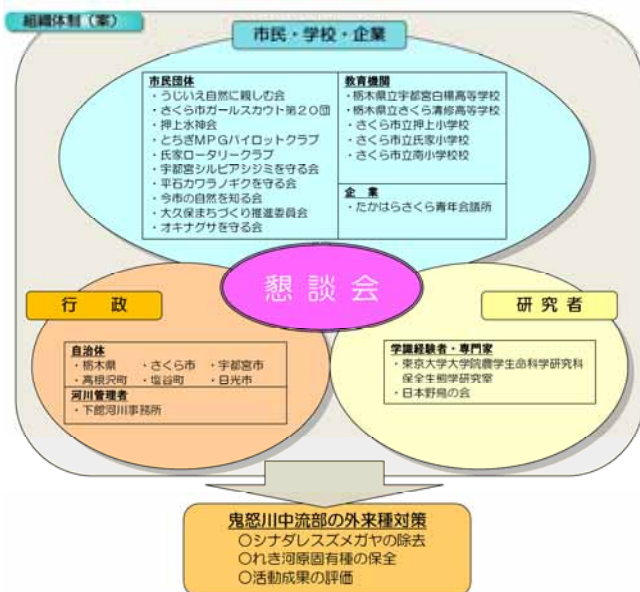 組織体制（案）
市民・学校・企業
市民団体
・うじいえ自然に親しむ会
・さくら市ガールスカウト第２０団
・押上水神会
・とちぎＭＰＧパイロットクラブ
・氏家ロータリークラブ
・宇都宮シルビアシジミを守る会
・平石カワラノギクを守る会
・今市の自然を知る会
・大久保まちづくり推進委員会
・オキナグサを守る会
教育機関
・栃木県立宇都宮白楊高等学校
・栃木県立さくら清修高等学校
・さくら市立押上小学校
・さくら市立氏家小学校
・さくら市立南小学校校
企　業
・たかはらさくら青年会議所
懇談会
行　政
自治体
・栃木県　・さくら市　・宇都宮市
・高根沢町　・塩谷町　・日光市
河川管理者
・下館河川事務所
研究者
学識経験者・専門家
・東京大学大学院農学生命科学研究科
保全生態学研究室
・日本野鳥の会
鬼怒川中流部の外来種対策
○シナダレスズメガヤの除去
○れき河原固有種の保全
○活動成果の評価